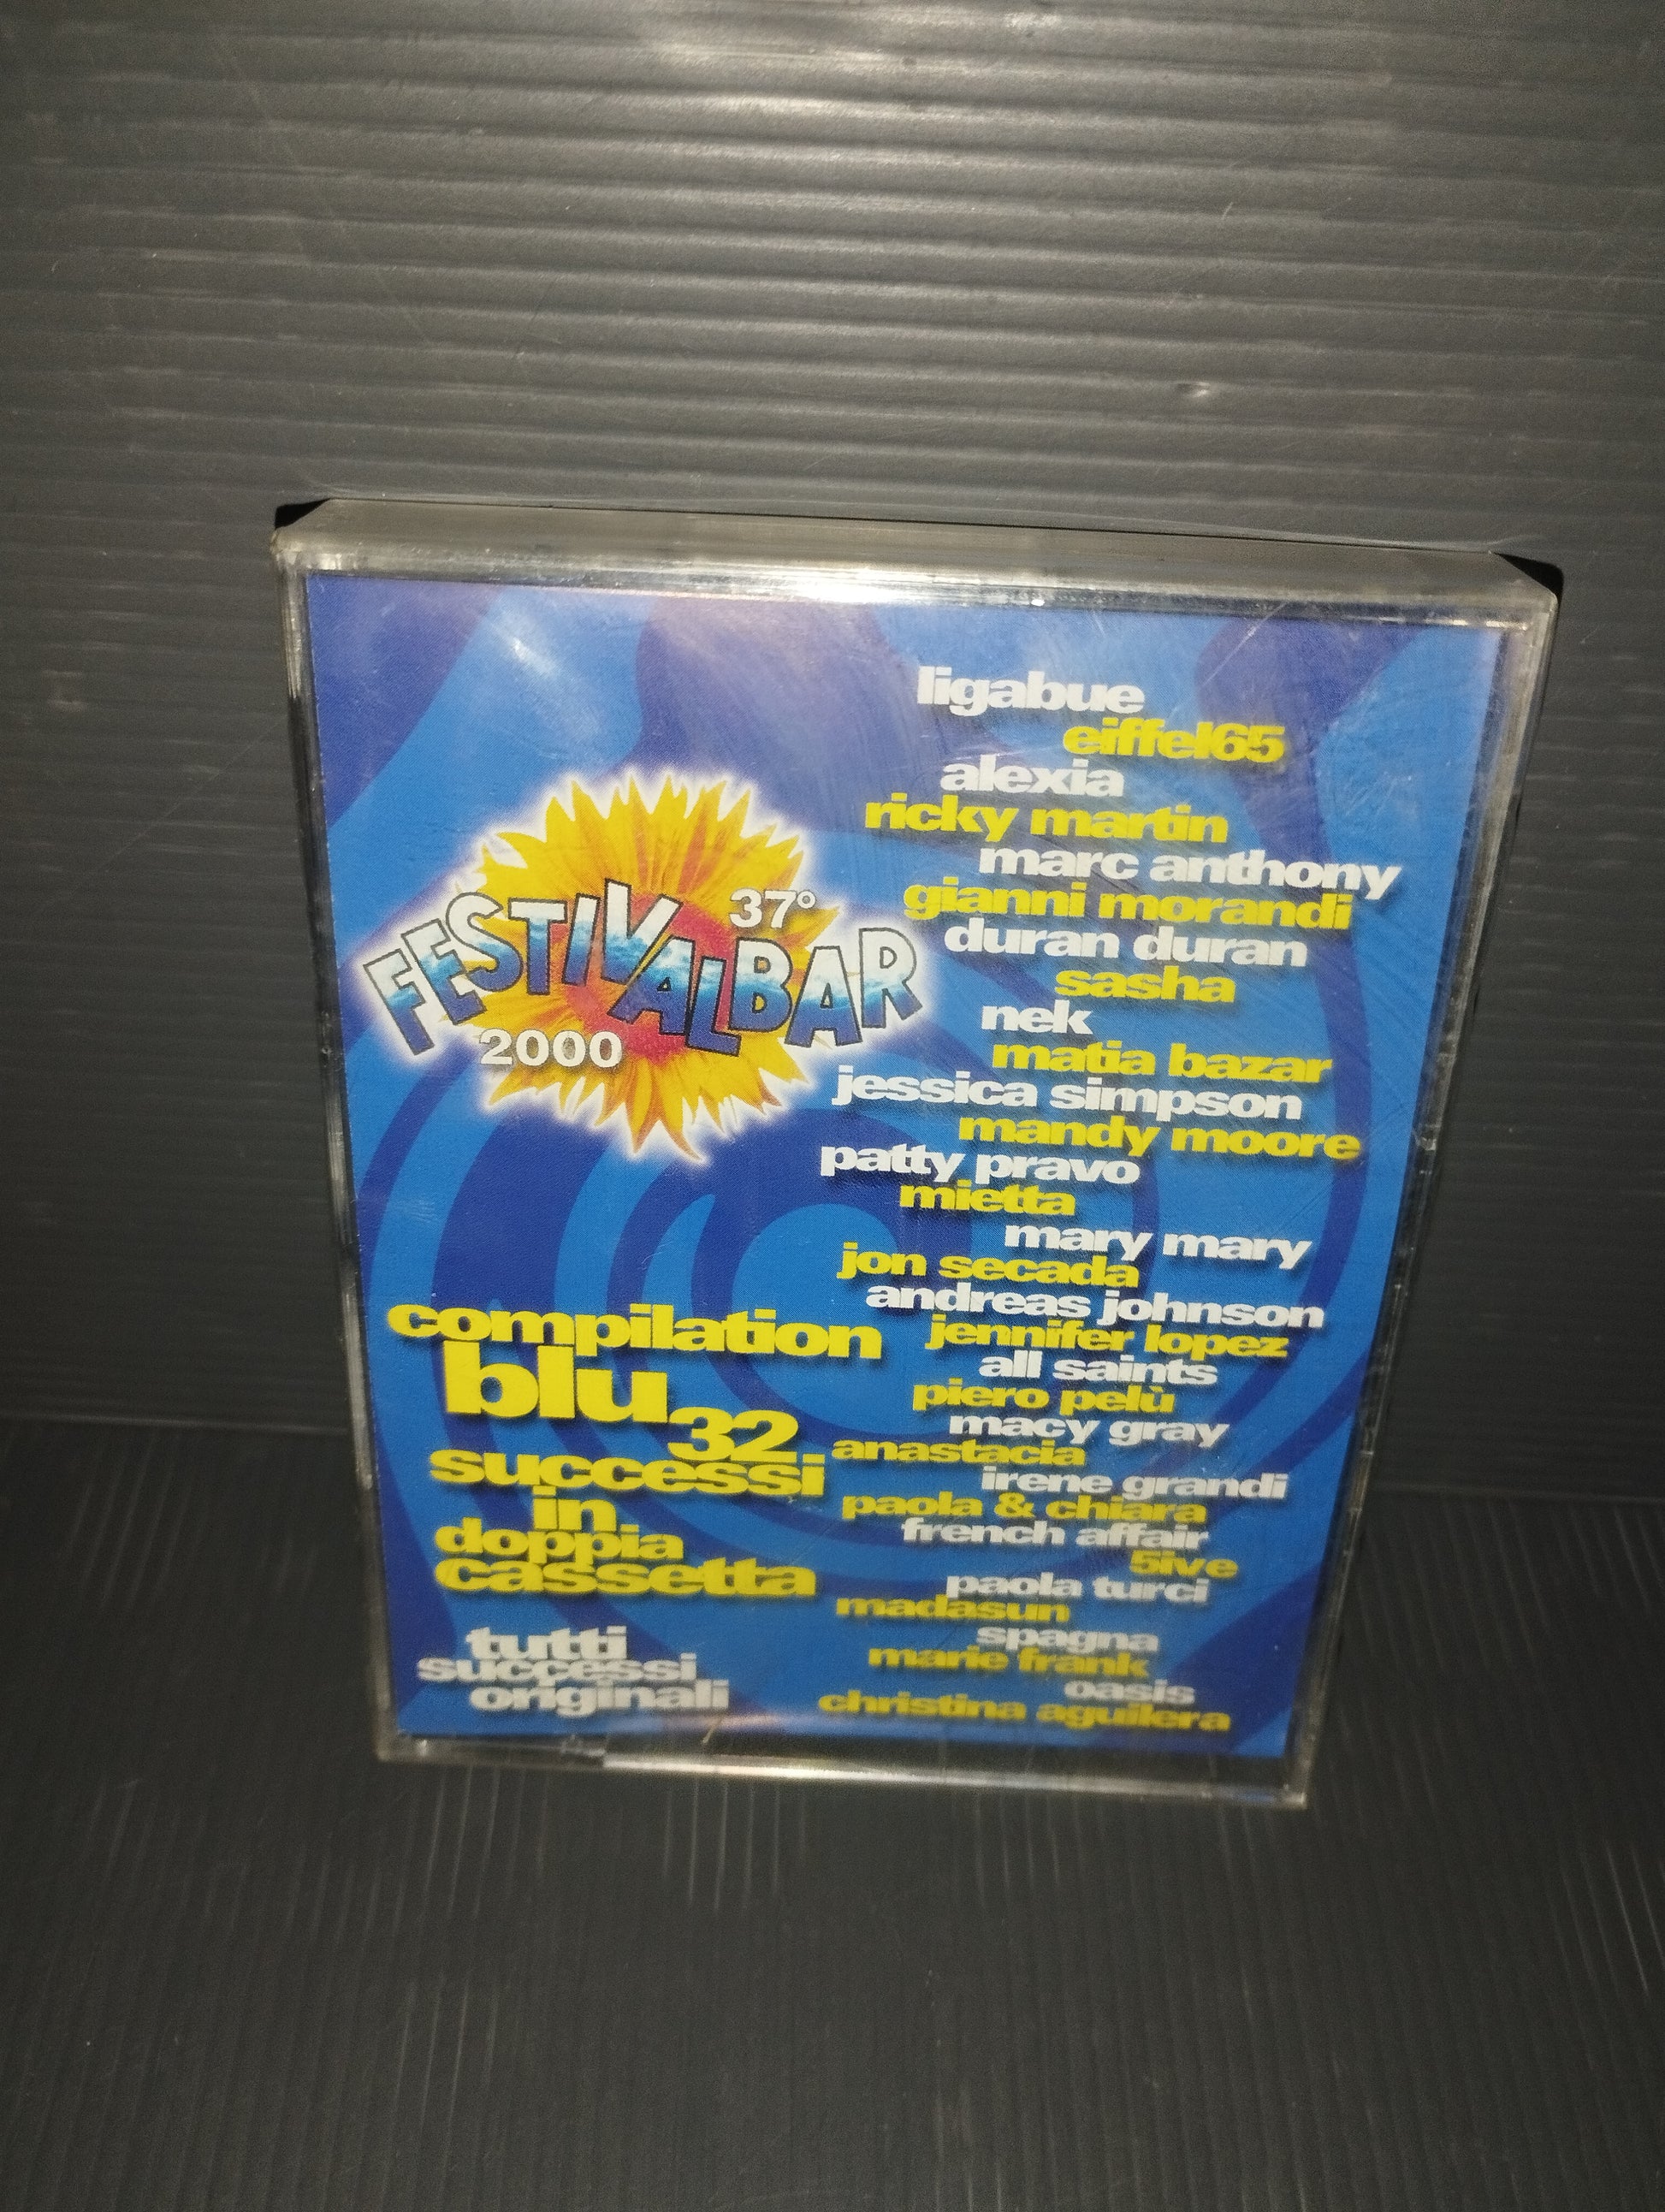 37°
FESTIVALBAR
2000
compilation
blu
32
successi
in
doppia
cassetta
tutti
successi
originali
ligabue
eiffel65
alexia
ricky martin
marc anthony
gianni morandi
duran duran
sasha
nek
matia bazar
jessica simpson
mandy moore
patty pravo
mietta
mary mary
jon secada
andreas johnson
jennifer lopez
all saints
piero pelù
macy gray
anastacia
irene grandi
paola & chiara
french affair
5ive
paola turci
madasun
spagna
marie frank
oasis
christina aguilera